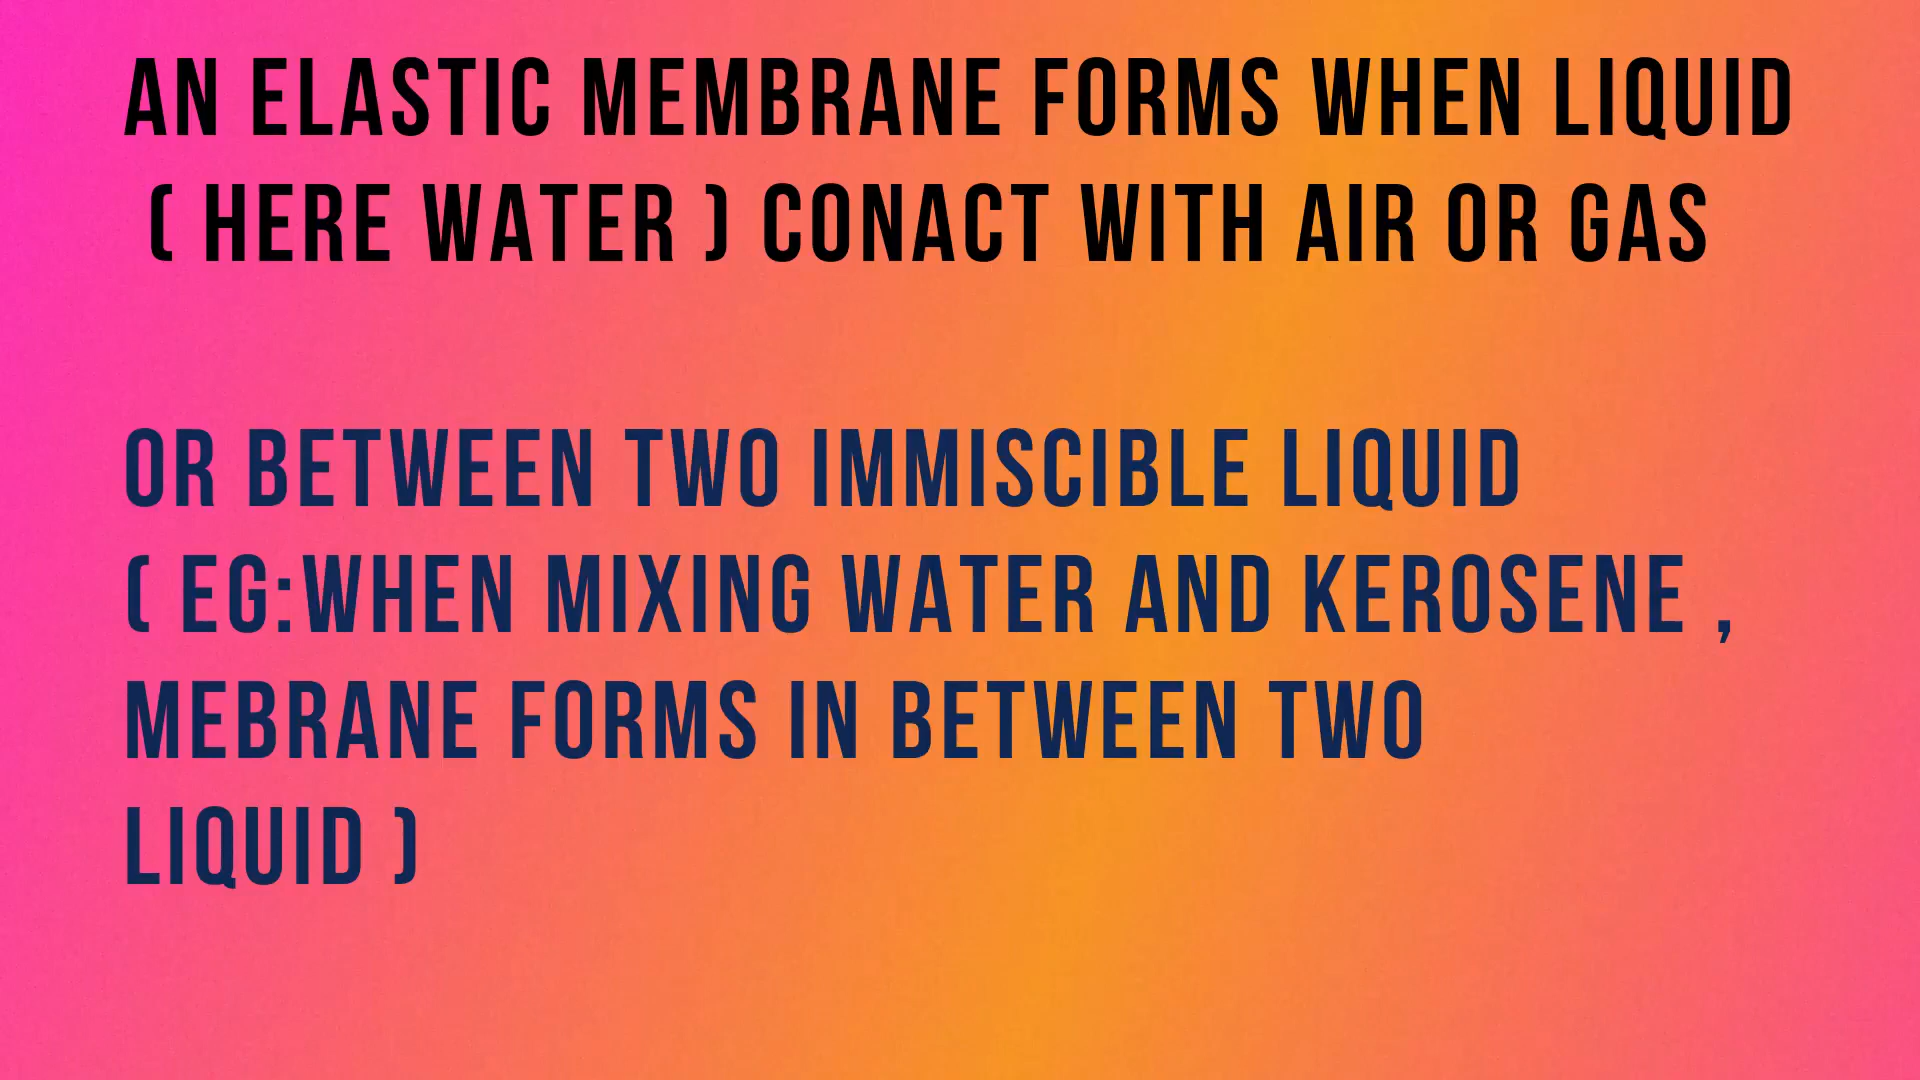 AN ELASTIC MEMBRANE FORMS WHEN LIQUID
( HERE WATER ) CONACT WITH AIR OR GAS
OR BETWEEN TWO IMMISCIBLE LIQUID
( EG:WHEN MIXING WATER AND KEROSENE ,
MEBRANE FORMS IN BETWEEN TWO
LIQUID )